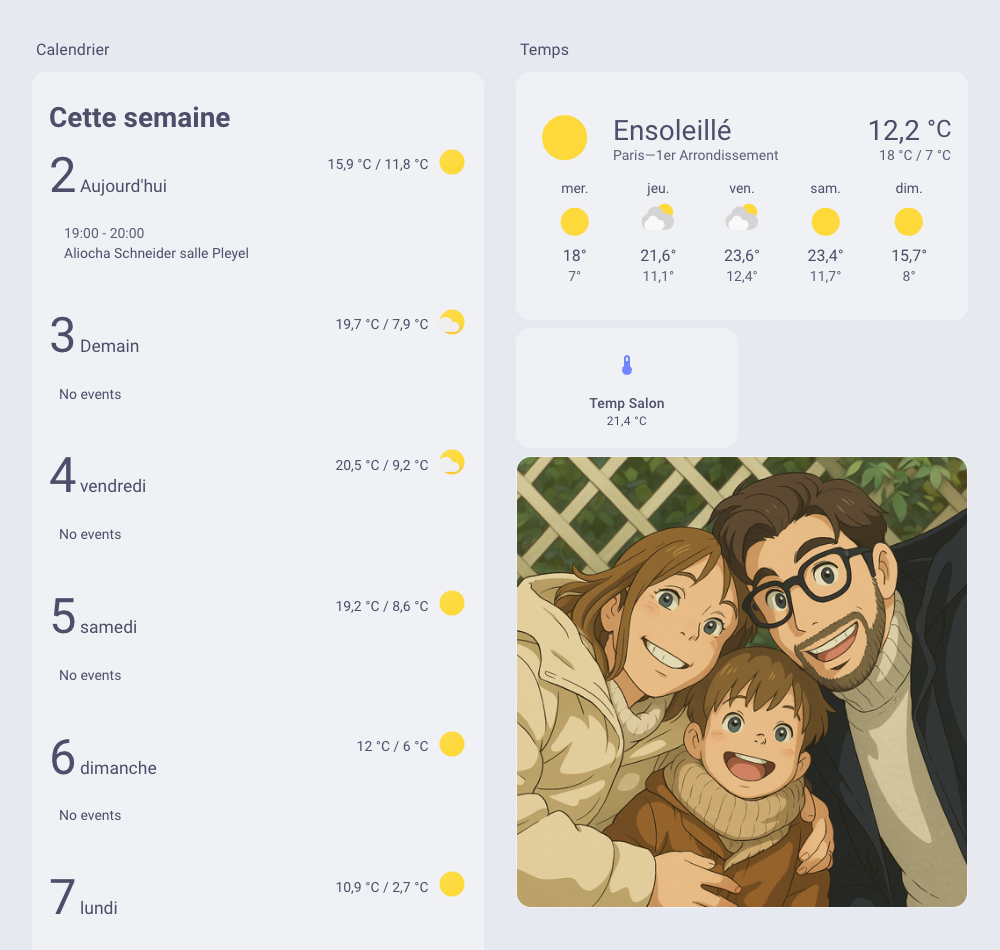 Calendrier
Cette semaine
2 Aujourd'hui
15,9 °C / 11,8 °C
19:00 - 20:00
Aliocha Schneider salle Pleyel
3 Demain
19,7 °C / 7,9 °C
No events
4 vendredi
20,5 °C / 9,2 °C
No events
5 samedi
19,2 °C / 8,6 °C
No events
6 dimanche
12 °C / 6 °C
No events
7 lundi
10,9 °C / 2,7 °C
Temps
Ensoleillé
12,2 °C
Paris—1er Arrondissement
18 °C / 7 °C
mer. jeu. ven. sam. dim.
18° 21,6° 23,6° 23,4° 15,7°
7° 11,1° 12,4° 11,7° 8°
Temp Salon
21,4 °C